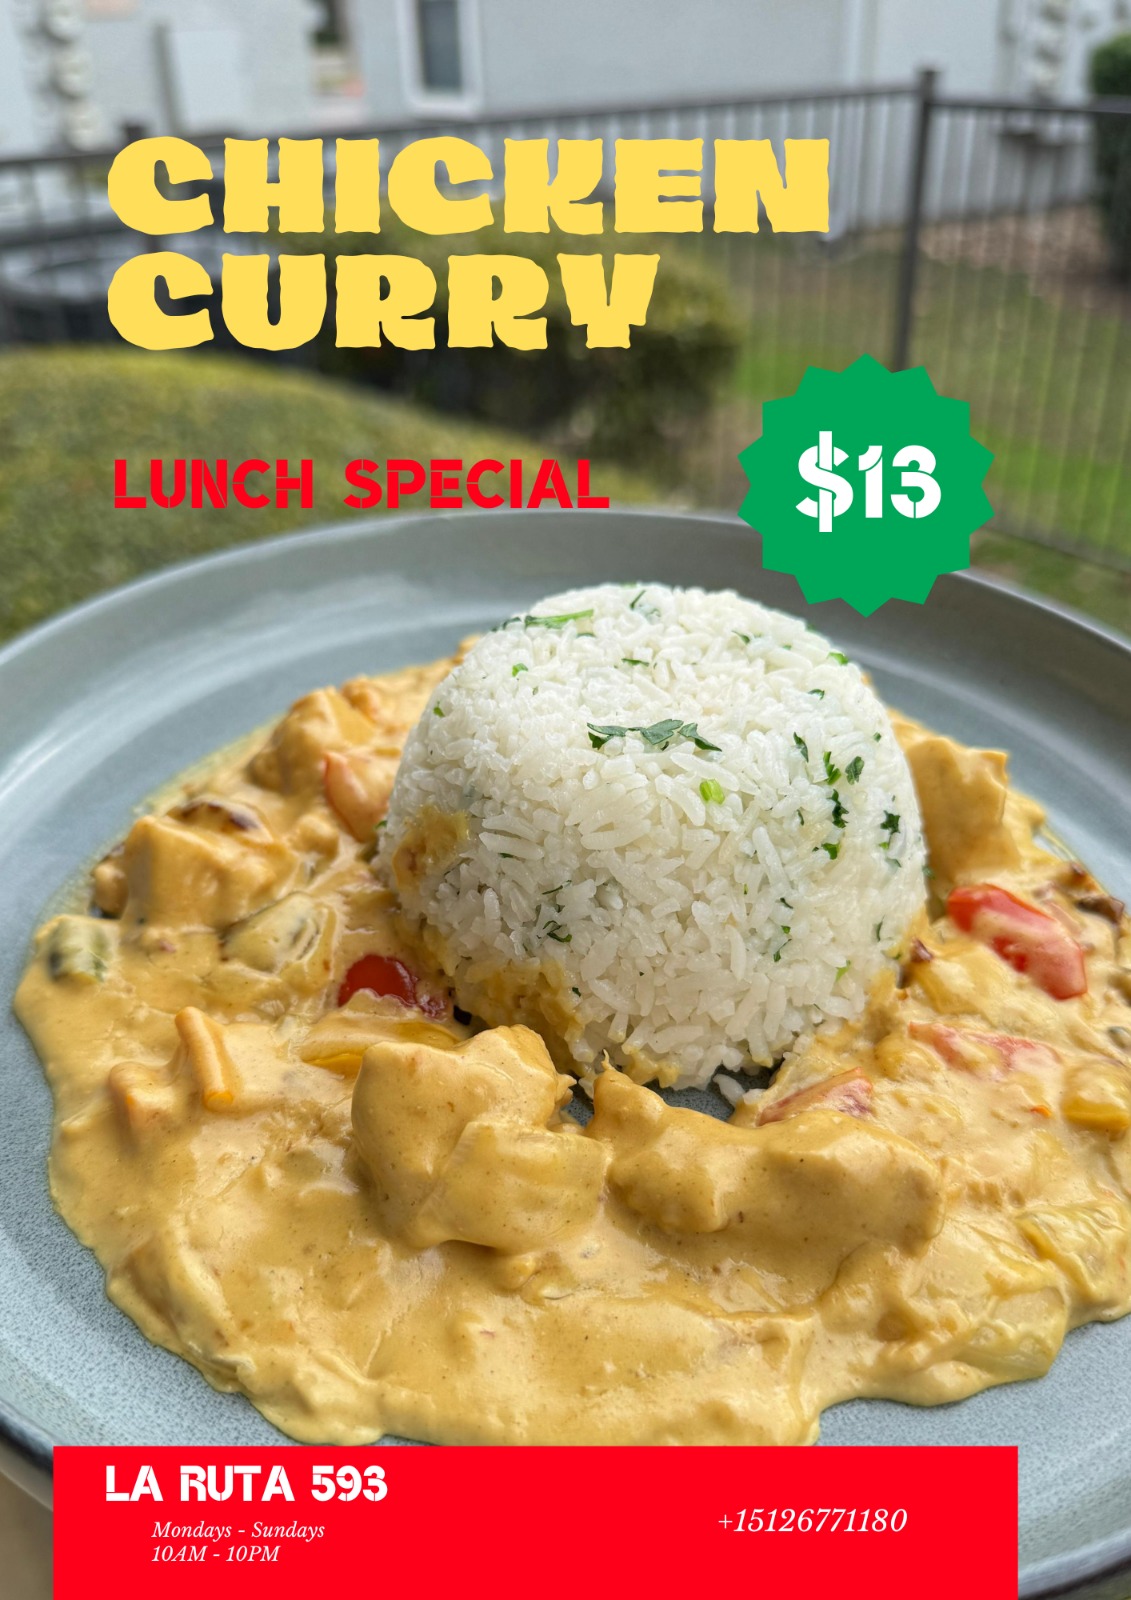 CHICKEN
CURRY
LUNCH SPECIAL
$13
LA RUTA 593
Mondays - Sundays
10AM - 10PM
+15126771180